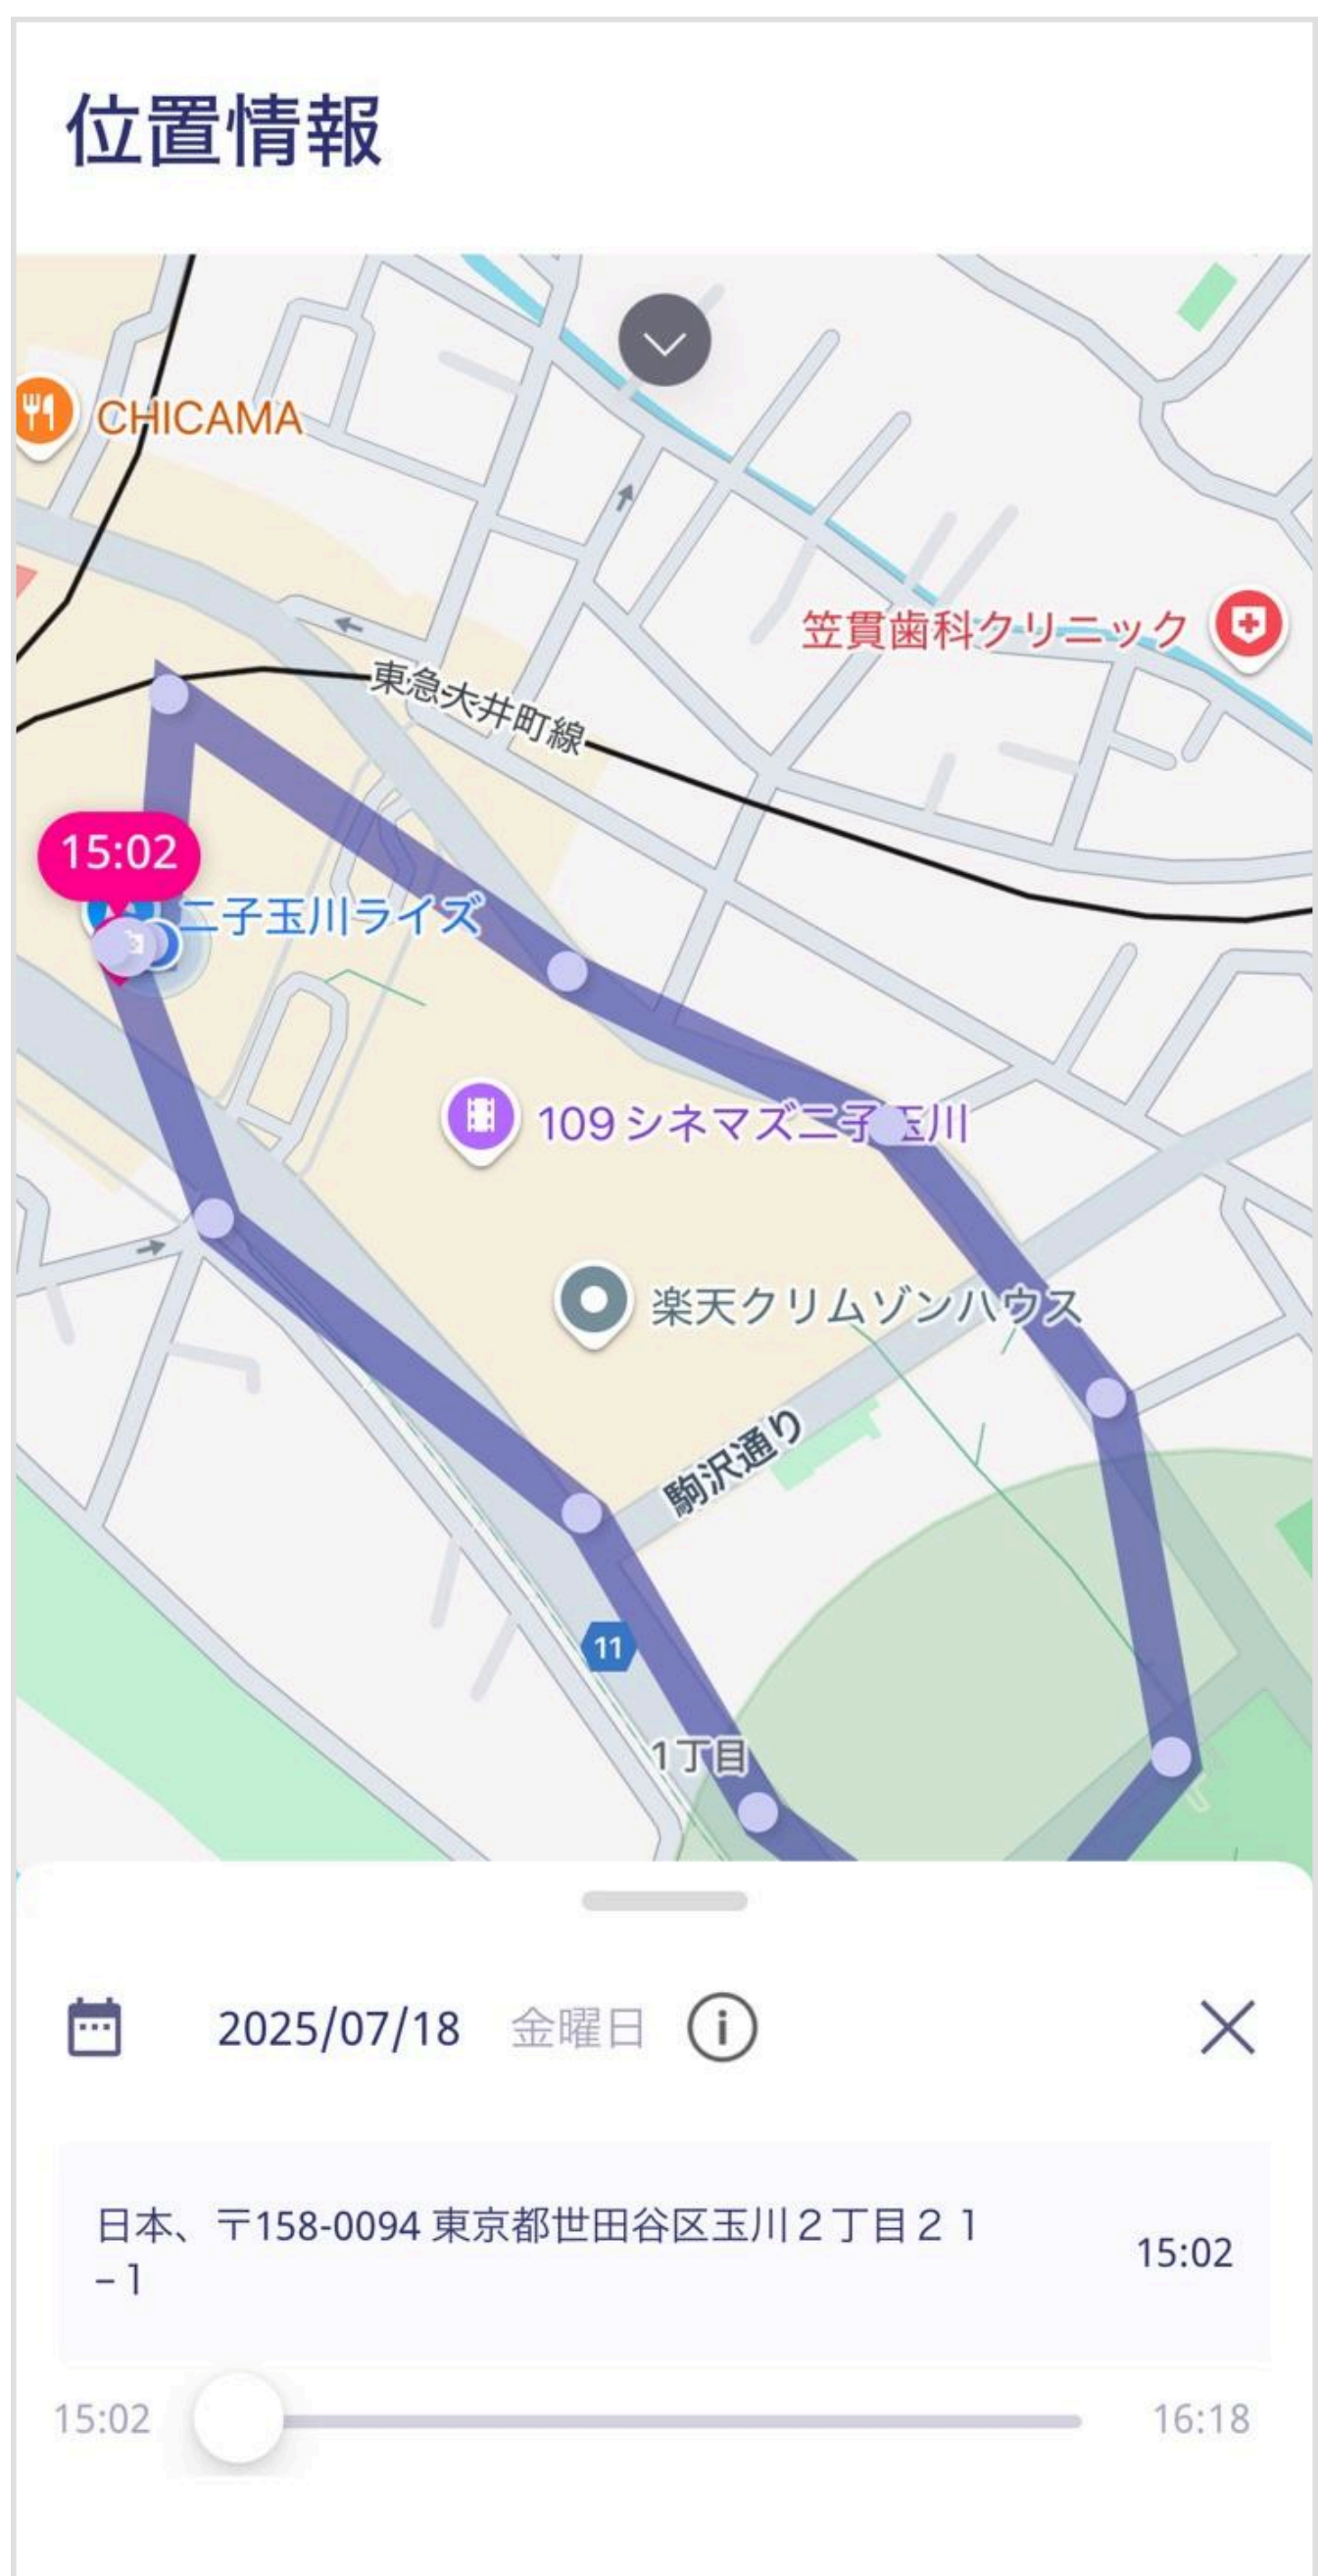 位置情報
CHICAMA
笠貫歯科クリニック
東急大井町線
15:02
二子玉川ライズ
109シネマズ二子玉川
楽天クリムゾンハウス
駒沢通り
11
1丁目
2025/07/18 金曜日
日本、〒158-0094 東京都世田谷区玉川2丁目21
−1
15:02
15:02 16:18